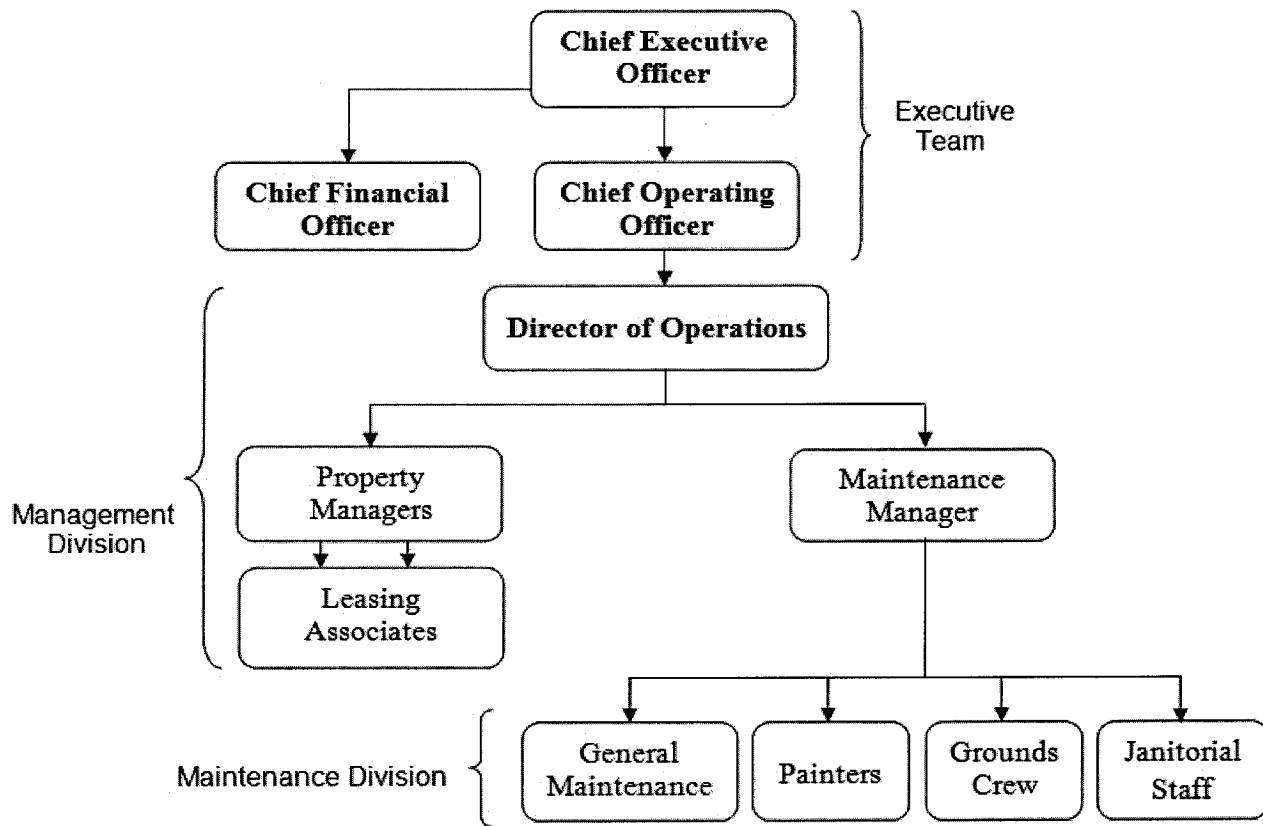 Chief Executive
Officer
Executive
Team
Chief Financial
Officer
Chief Operating
Officer
Director of Operations
Property
Managers
Maintenance
Manager
Management
Division
Leasing
Associates
Maintenance Division
General
Maintenance
Painters
Grounds
Crew
Janitorial
Staff